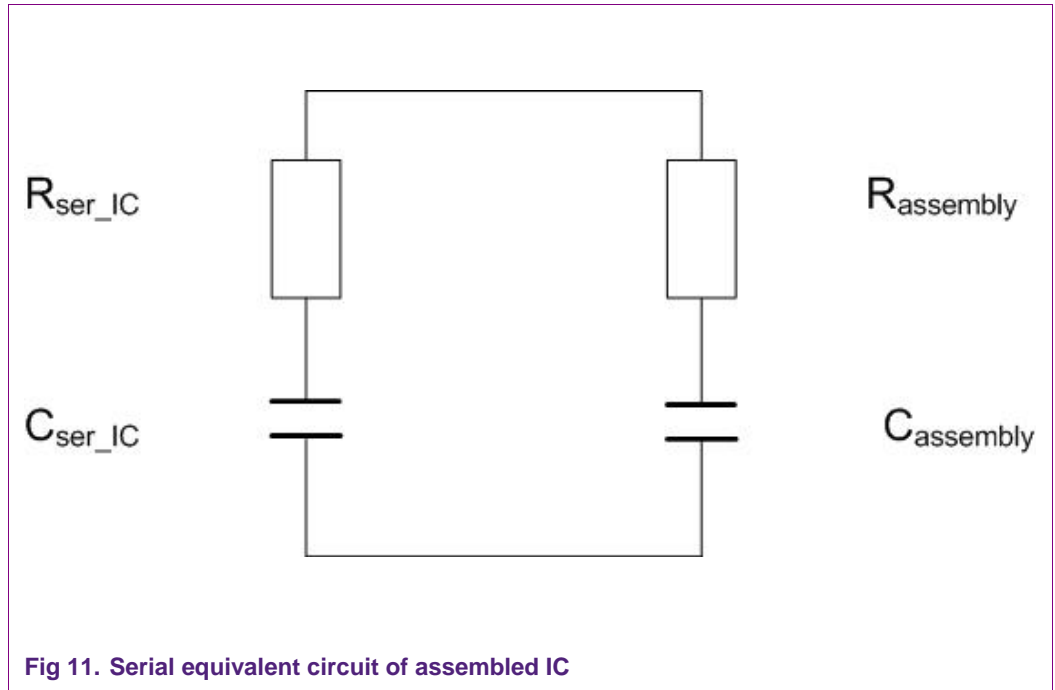 Rser_IC
Rassembly
Cser_IC
Cassembly
Fig 11. Serial equivalent circuit of assembled IC